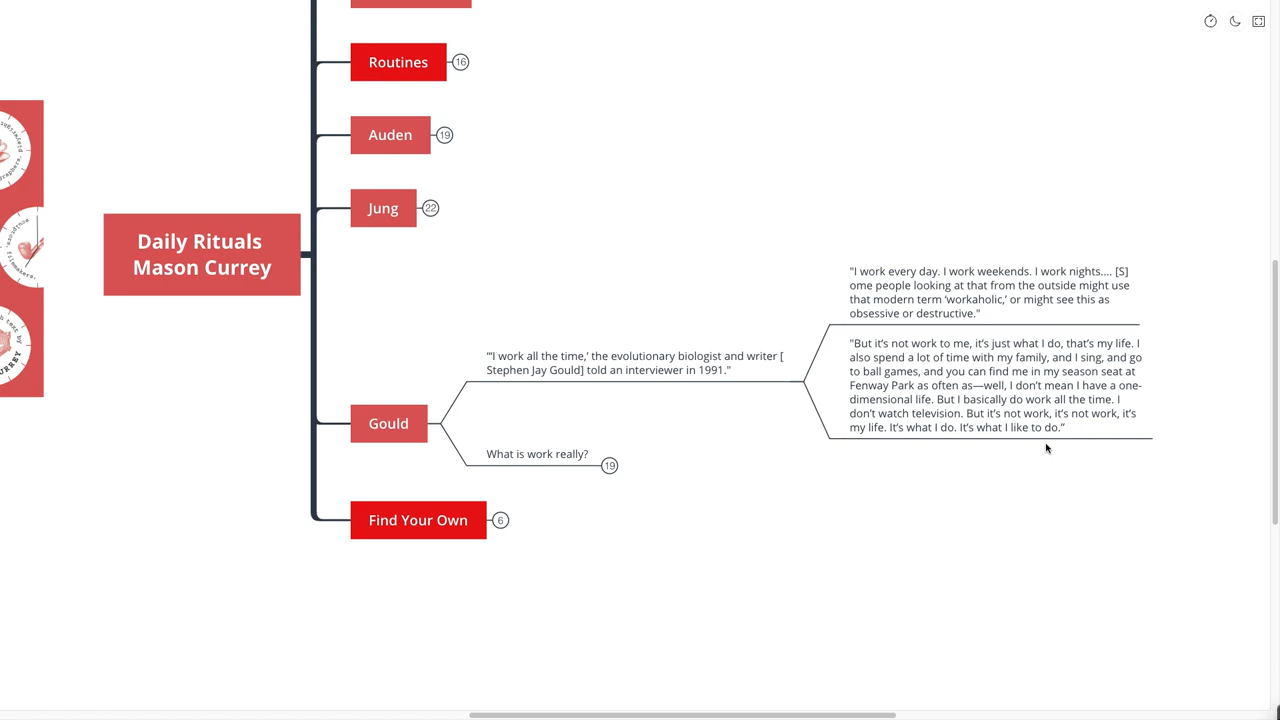 Routines
16
Auden
19
Daily Rituals
Mason Currey
Jung
22
"I work every day. I work weekends. I work nights.... [S]
ome people looking at that from the outside might use
that modern term ‘workaholic,’ or might see this as
obsessive or destructive."
"‘I work all the time,’ the evolutionary biologist and writer [
Stephen Jay Gould] told an interviewer in 1991."
"But it’s not work to me, it’s just what I do, that’s my life. I
also spend a lot of time with my family, and I sing, and go
to ball games, and you can find me in my season seat at
Fenway Park as often as—well, I don’t mean I have a one-
dimensional life. But I basically do work all the time. I
don’t watch television. But it’s not work, it’s not work, it’s
my life. It’s what I do. It’s what I like to do.”
Gould
What is work really?
19
Find Your Own
6